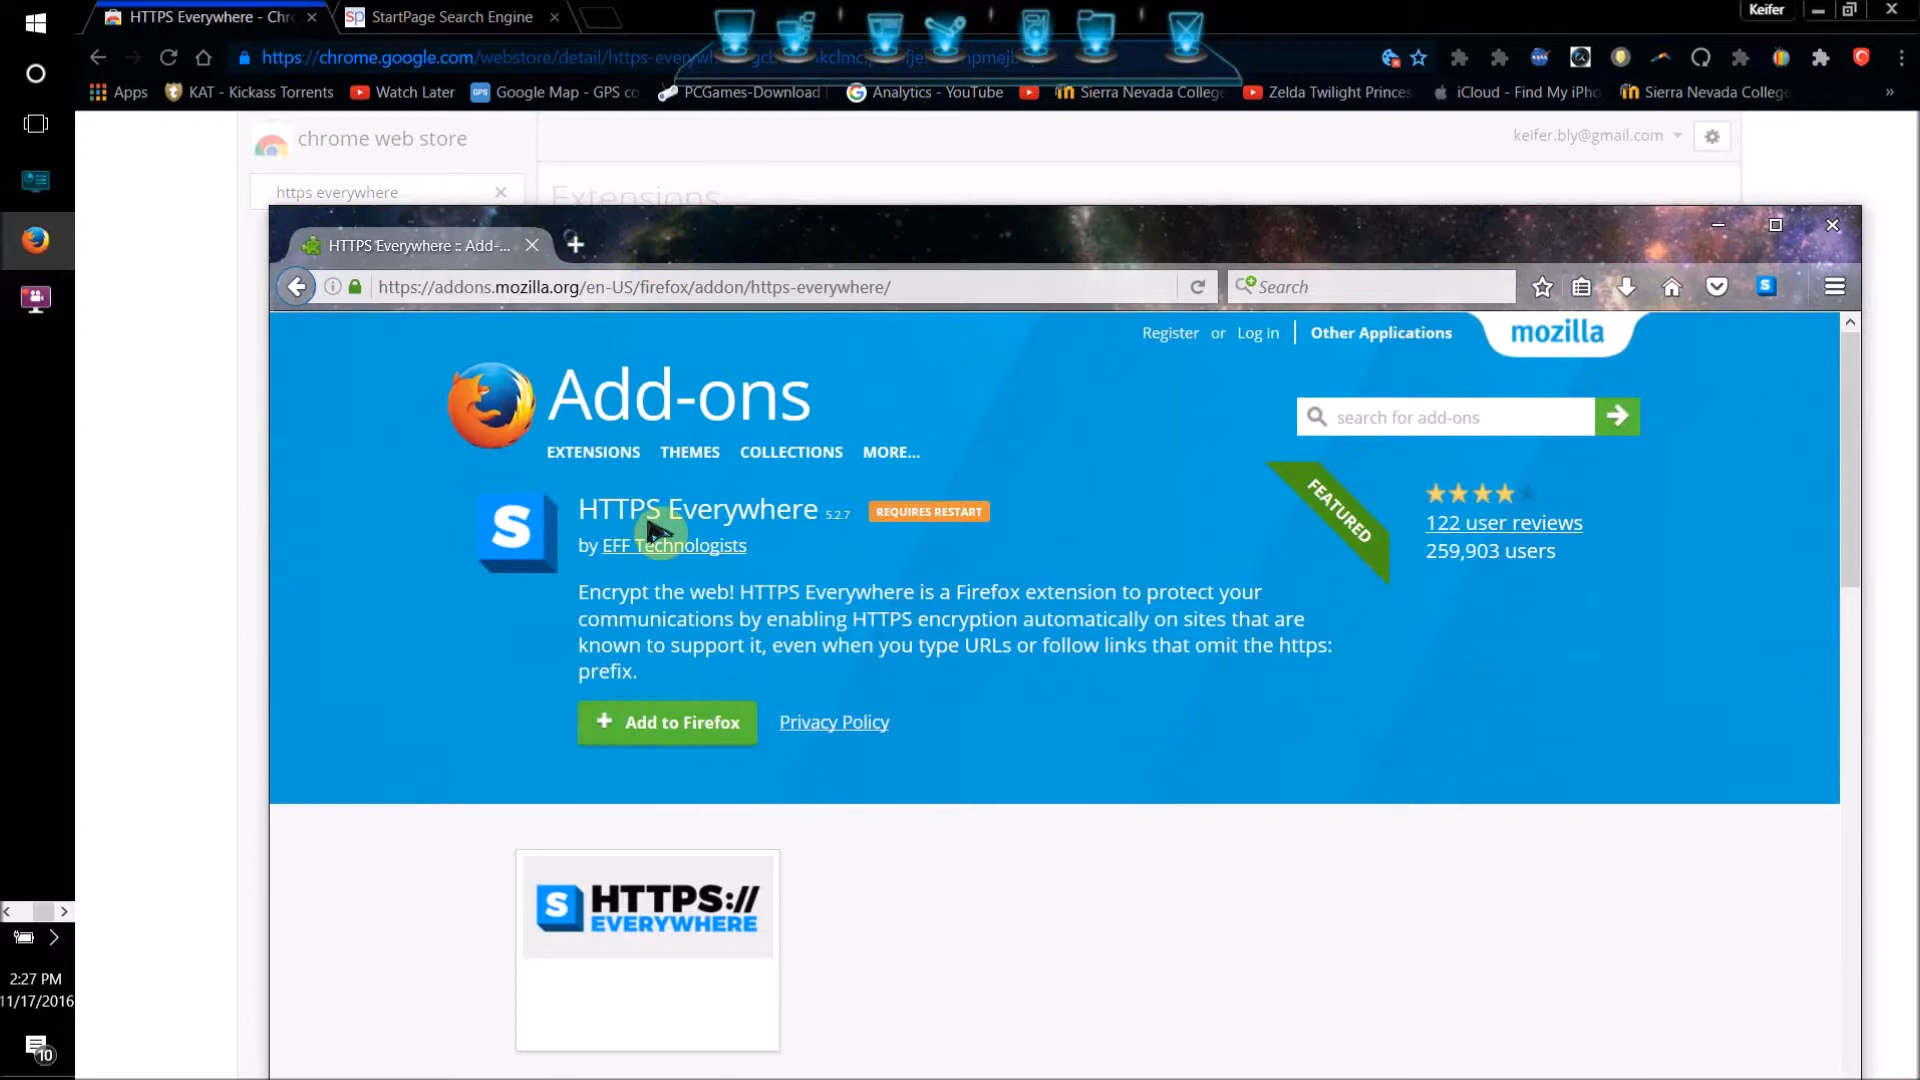 HTTPS Everywhere - Chro
StartPage Search Engine
Keifer
https://chrome.google.com/webstore/detail/https-everyw
Apps
KAT - Kickass Torrents
Watch Later
GPS
Google Map - GPS co
PCGames-Download
Analytics - YouTube
Sierra Nevada College
Zelda Twilight Princes
iCloud - Find My iPho
Sierra Nevada College
»
chrome web store
keifer.bly@gmail.com
https everywhere
Extensions
HTTPS Everywhere :: Add-...
https://addons.mozilla.org/en-US/firefox/addon/https-everywhere/
Search
Register or Log in
Other Applications
mozilla
Add-ons
search for add-ons
EXTENSIONS THEMES COLLECTIONS MORE...
S
HTTPS Everywhere 5.2.7 REQUIRES RESTART
by EFF Technologists
FEATURED
122 user reviews
259,903 users
Encrypt the web! HTTPS Everywhere is a Firefox extension to protect your
communications by enabling HTTPS encryption automatically on sites that are
known to support it, even when you type URLs or follow links that omit the https:
prefix.
Add to Firefox
Privacy Policy
S HTTPS://
EVERYWHERE
2:27 PM
11/17/2016
10